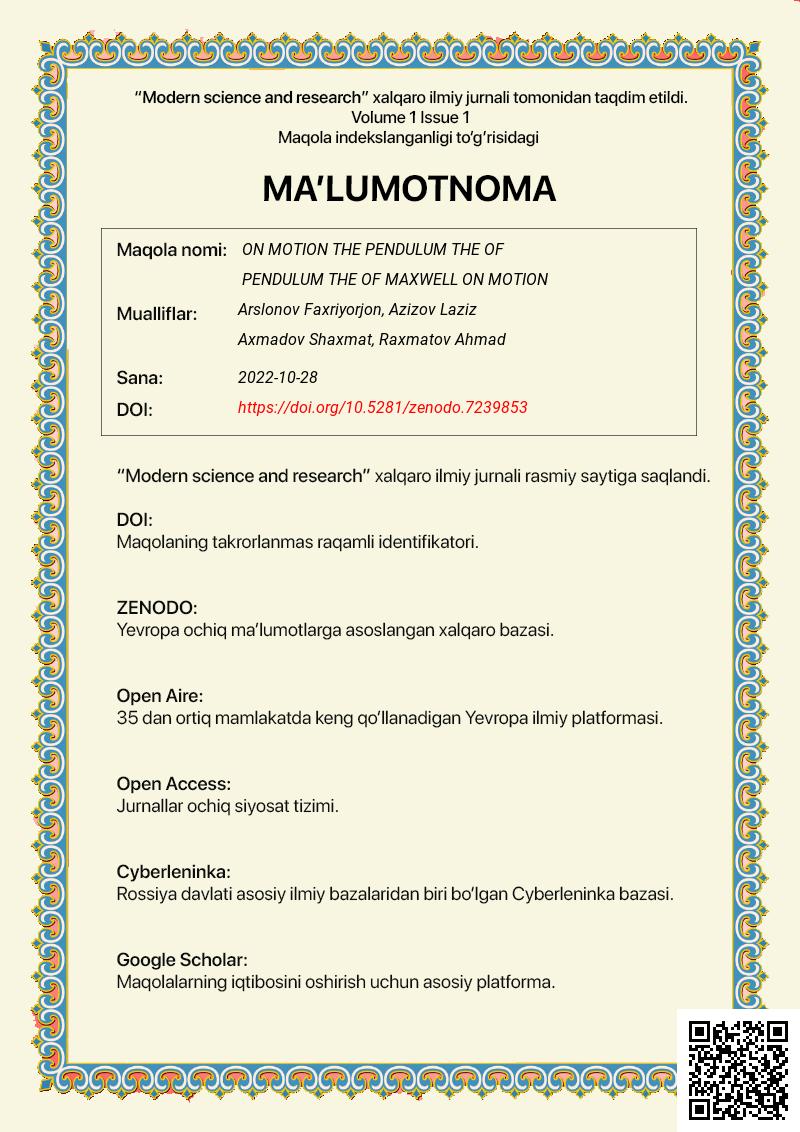 “Modern science and research” xalqaro ilmiy jurnali tomonidan taqdim etildi.
Volume 1 Issue 1
Maqola indekslanganligi to‘g‘risidagi
MA’LUMOTNOMA
Maqola nomi: ON MOTION THE PENDULUM THE OF
PENDULUM THE OF MAXWELL ON MOTION
Mualliflar: Arslonov Faxriyorjon, Azizov Laziz
Axmadov Shaxmat, Raxmatov Ahmad
Sana: 2022-10-28
DOI: https://doi.org/10.5281/zenodo.7239853
“Modern science and research” xalqaro ilmiy jurnali rasmiy saytiga saqlandi.
DOI:
Maqolaning takrorlanmas raqamli identifikatori.
ZENODO:
Yevropa ochiq ma’lumotlarga asoslangan xalqaro bazasi.
Open Aire:
35 dan ortiq mamlakatda keng qo‘llanadigan Yevropa ilmiy platformasi.
Open Access:
Jurnallar ochiq siyosat tizimi.
Cyberleninka:
Rossiya davlati asosiy ilmiy bazalaridan biri bo‘lgan Cyberleninka bazasi.
Google Scholar:
Maqolalarning iqtibosini oshirish uchun asosiy platforma.